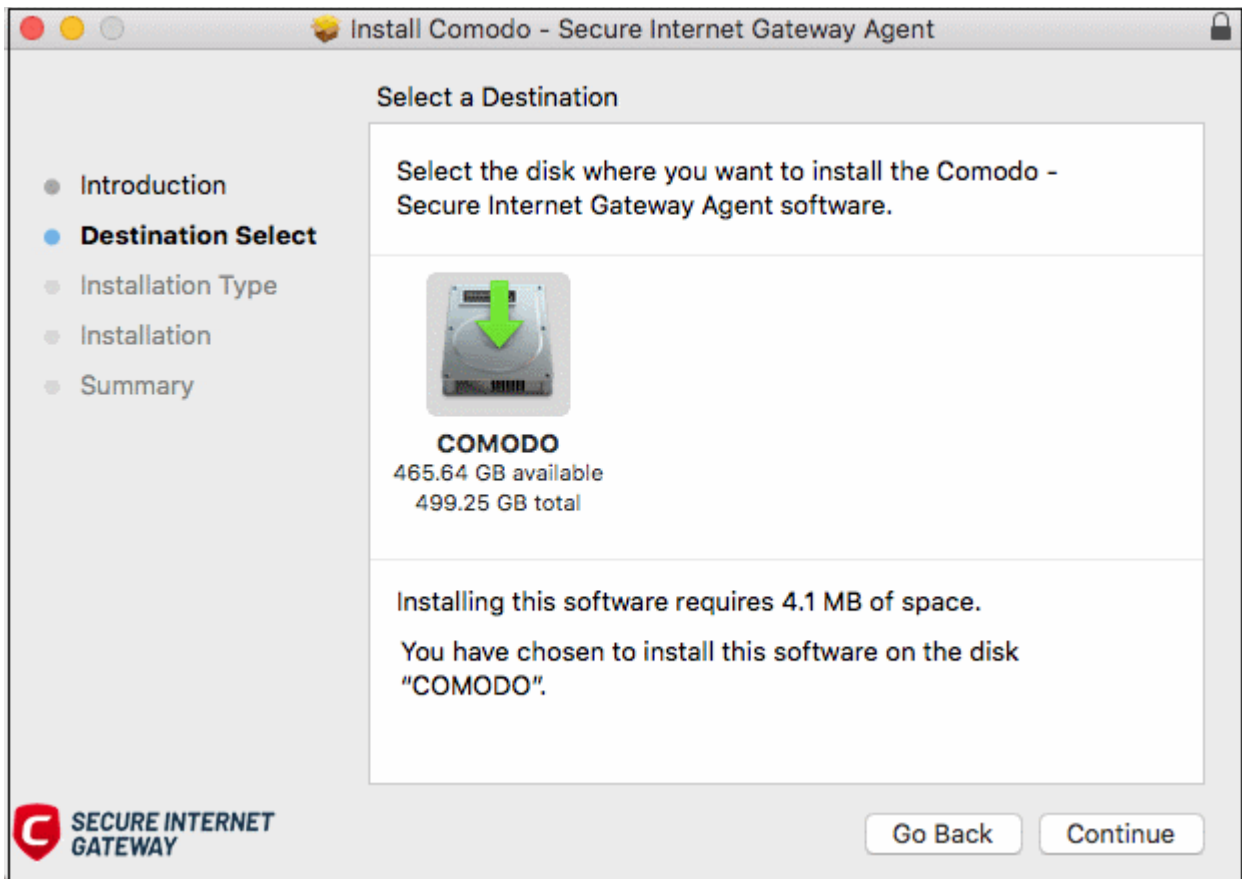 Install Comodo - Secure Internet Gateway Agent
Select a Destination
Introduction
Destination Select
Installation Type
Installation
Summary
Select the disk where you want to install the Comodo -
Secure Internet Gateway Agent software.
COMODO
465.64 GB available
499.25 GB total
Installing this software requires 4.1 MB of space.
You have chosen to install this software on the disk
“COMODO”.
C SECURE INTERNET
GATEWAY
Go Back
Continue